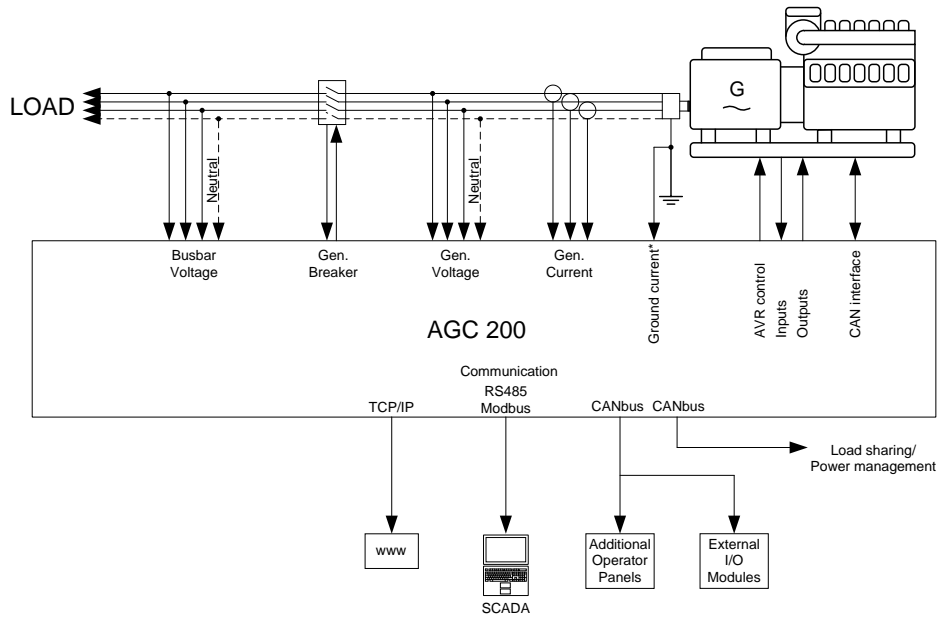 G
LOAD
Neutral
Neutral
Busbar
Voltage
Gen.
Breaker
Gen.
Voltage
Gen.
Current
Ground current*
AVR control
Inputs
Outputs
CAN interface
AGC 200
Communication
RS485
Modbus
TCP/IP
CANbus
CANbus
Load sharing/
Power management
www
SCADA
Additional
Operator
Panels
External
I/O
Modules